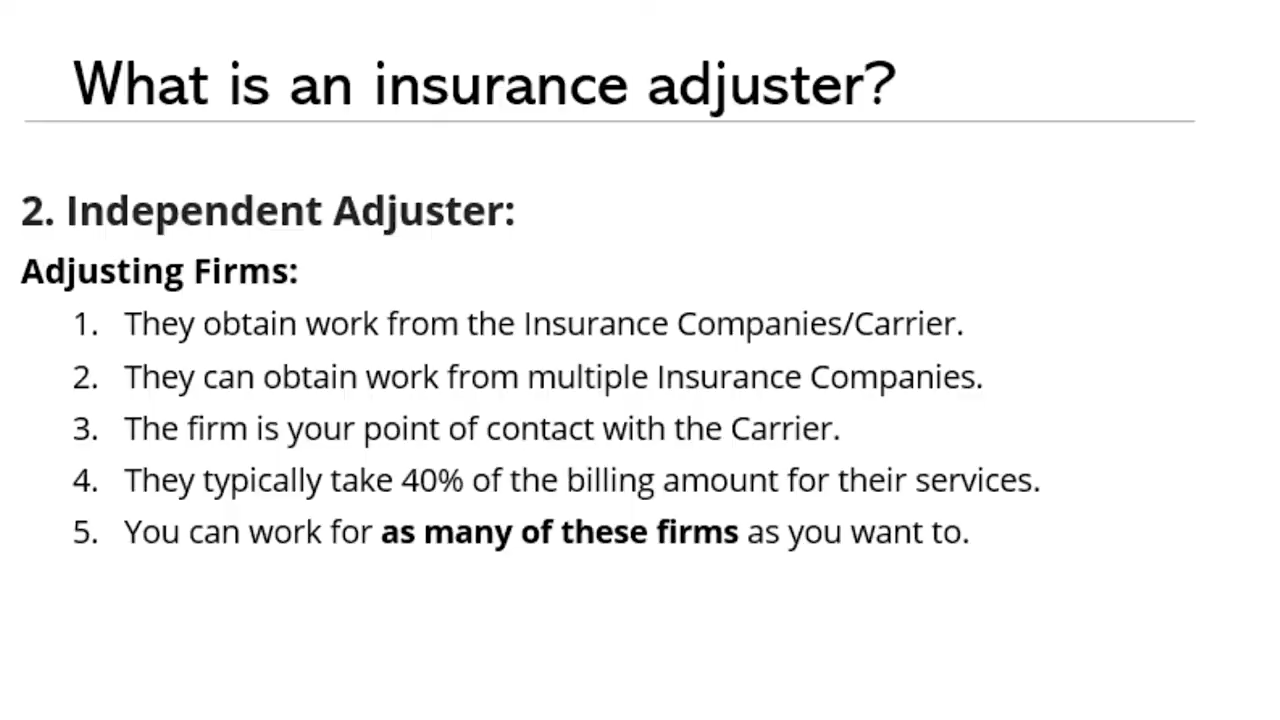 What is an insurance adjuster?
2. Independent Adjuster:
Adjusting Firms:
1. They obtain work from the Insurance Companies/Carrier.
2. They can obtain work from multiple Insurance Companies.
3. The firm is your point of contact with the Carrier.
4. They typically take 40% of the billing amount for their services.
5. You can work for as many of these firms as you want to.